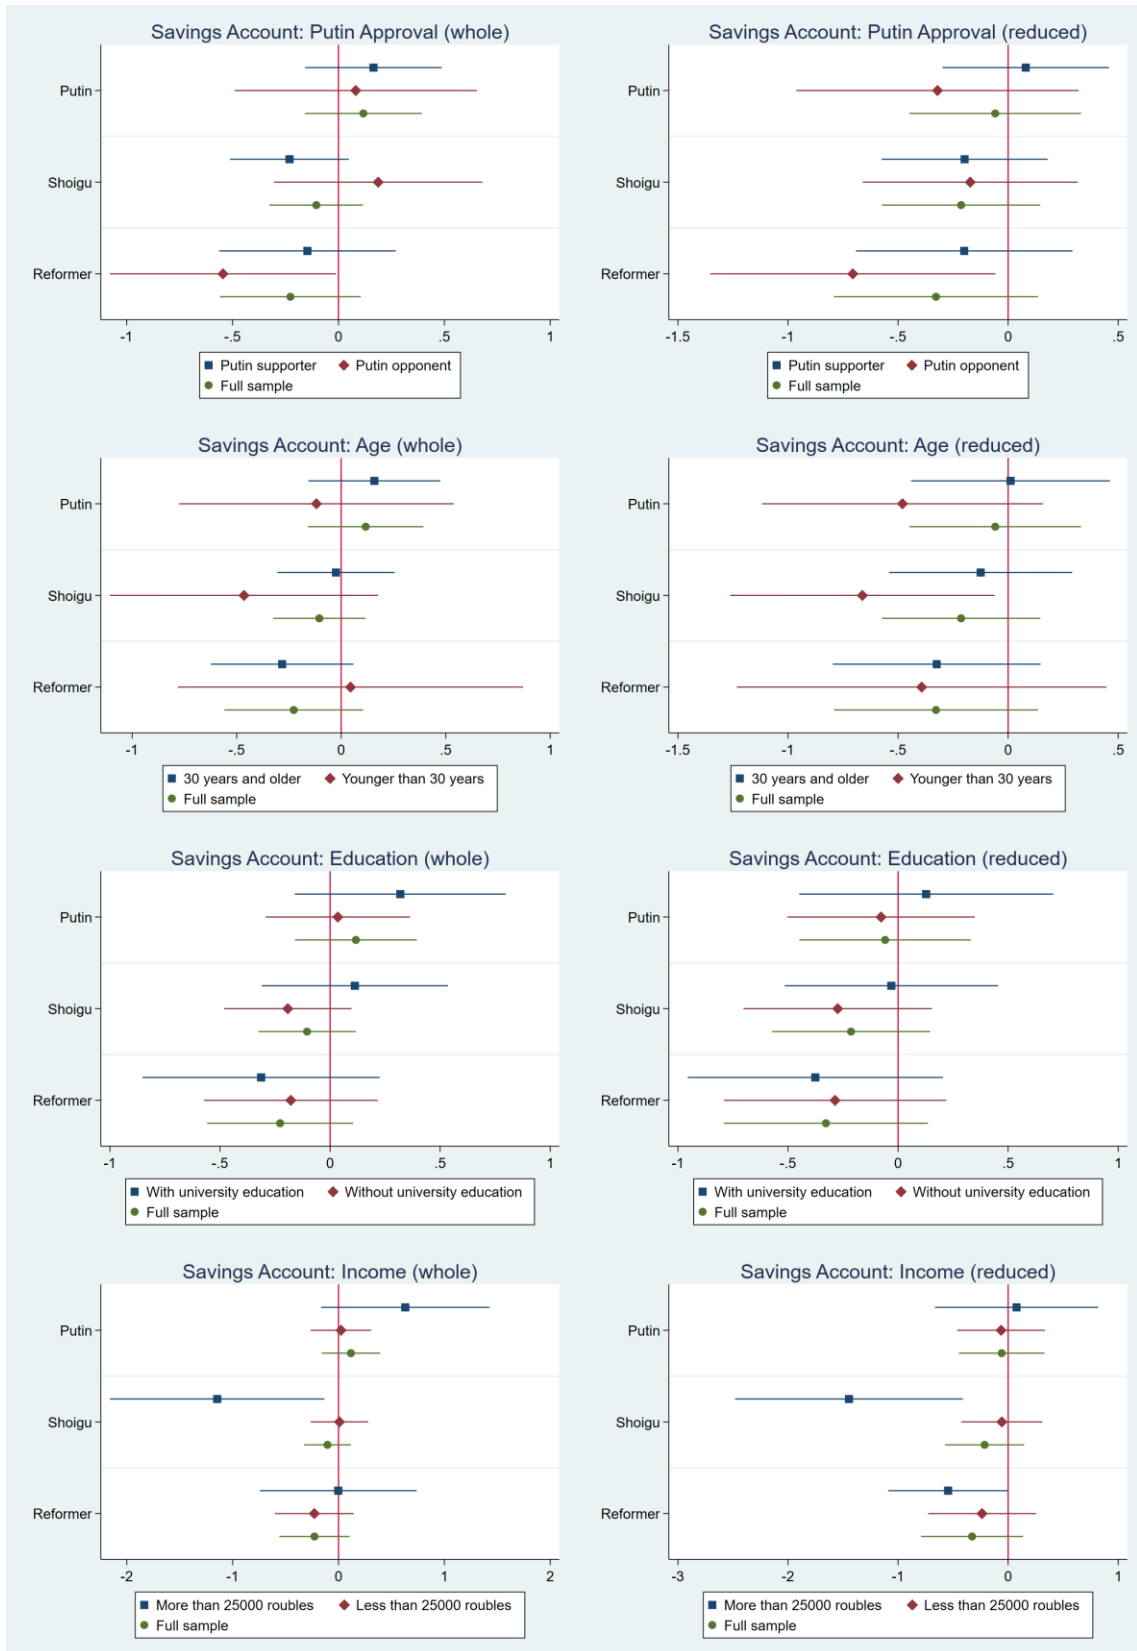 Savings Account: Putin Approval (whole)
Putin
Shoigu
Reformer
-1 -.5 0 .5 1
Putin supporter Putin opponent
Full sample
Savings Account: Putin Approval (reduced)
Putin
Shoigu
Reformer
-1.5 -1 -.5 0 .5
Putin supporter Putin opponent
Full sample
Savings Account: Age (whole)
Putin
Shoigu
Reformer
-1 -.5 0 .5 1
30 years and older Younger than 30 years
Full sample
Savings Account: Age (reduced)
Putin
Shoigu
Reformer
-1.5 -1 -.5 0 .5
30 years and older Younger than 30 years
Full sample
Savings Account: Education (whole)
Putin
Shoigu
Reformer
-1 -.5 0 .5 1
With university education Without university education
Full sample
Savings Account: Education (reduced)
Putin
Shoigu
Reformer
-1 -.5 0 .5 1
With university education Without university education
Full sample
Savings Account: Income (whole)
Putin
Shoigu
Reformer
-2 -1 0 1 2
More than 25000 roubles Less than 25000 roubles
Full sample
Savings Account: Income (reduced)
Putin
Shoigu
Reformer
-3 -2 -1 0 1
More than 25000 roubles Less than 25000 roubles
Full sample